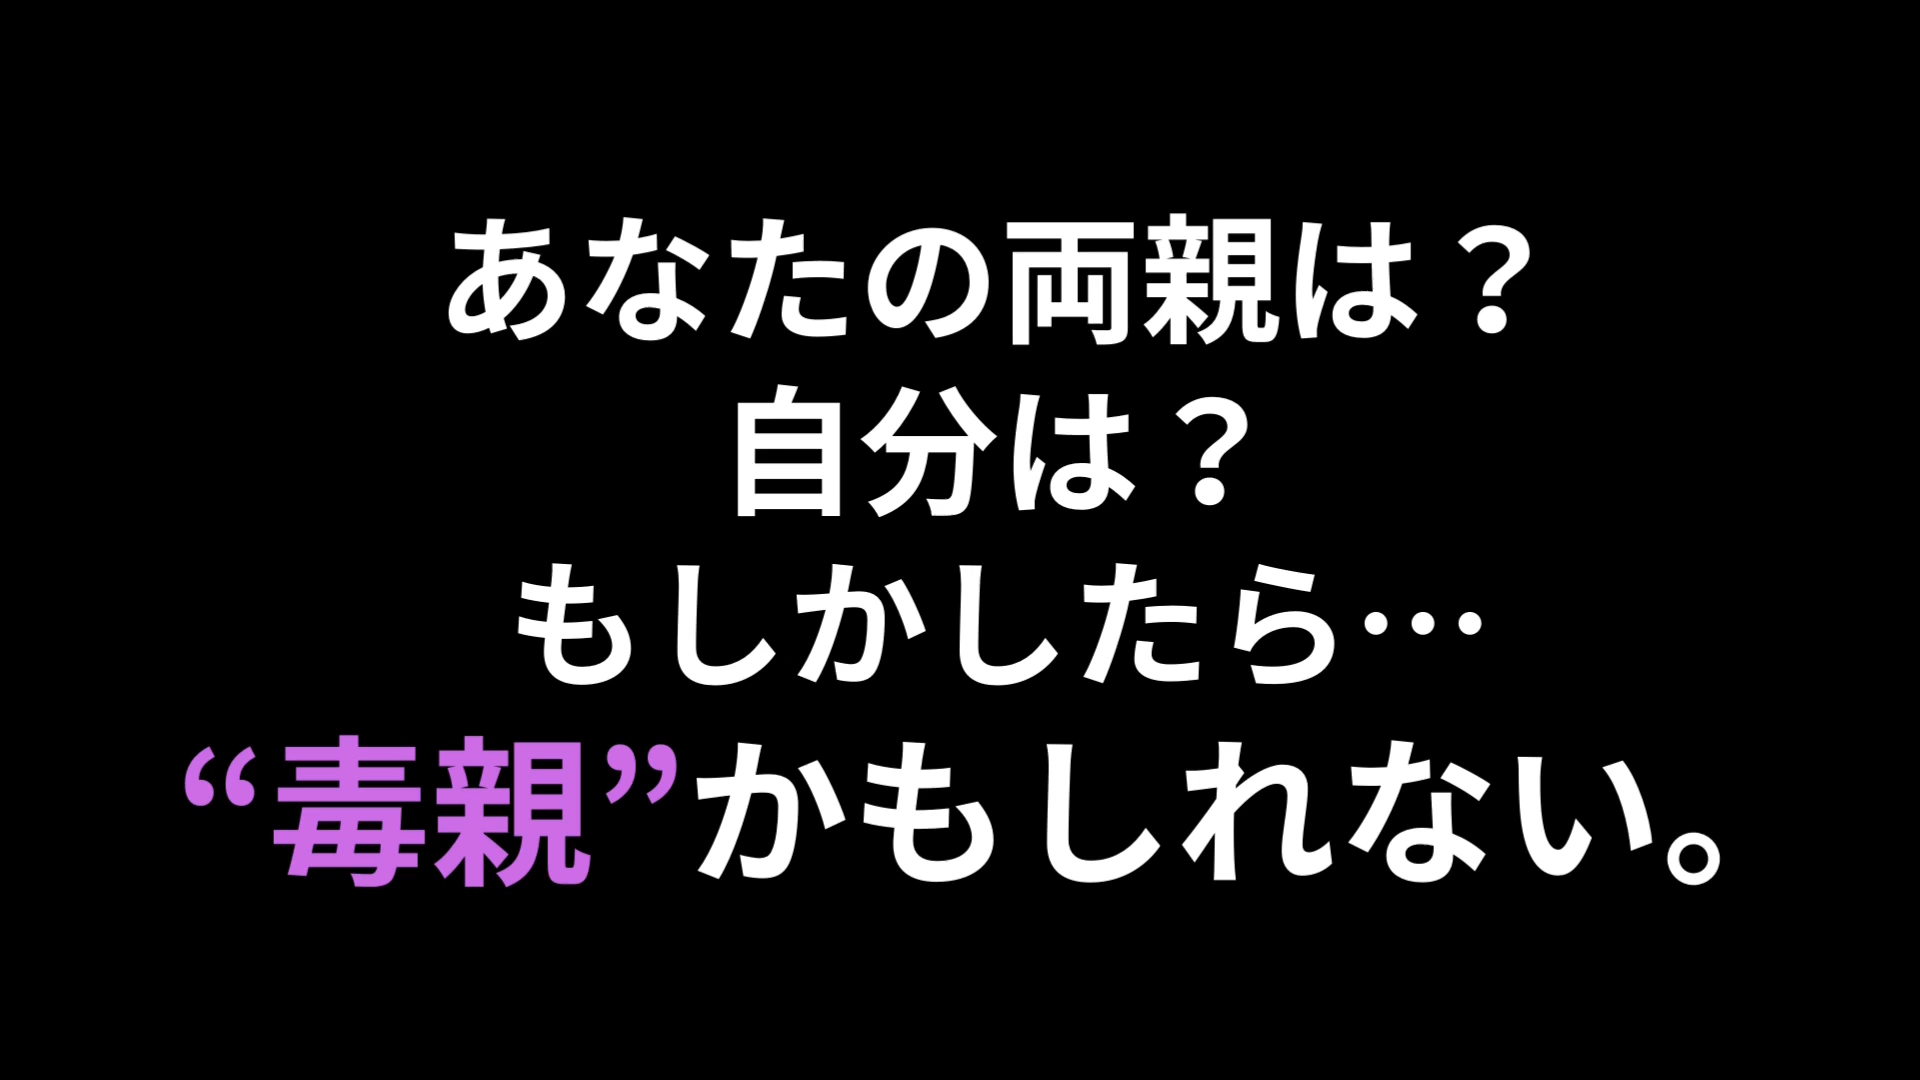 あなたの両親は？
自分は？
もしかしたら…
“毒親”かもしれない。